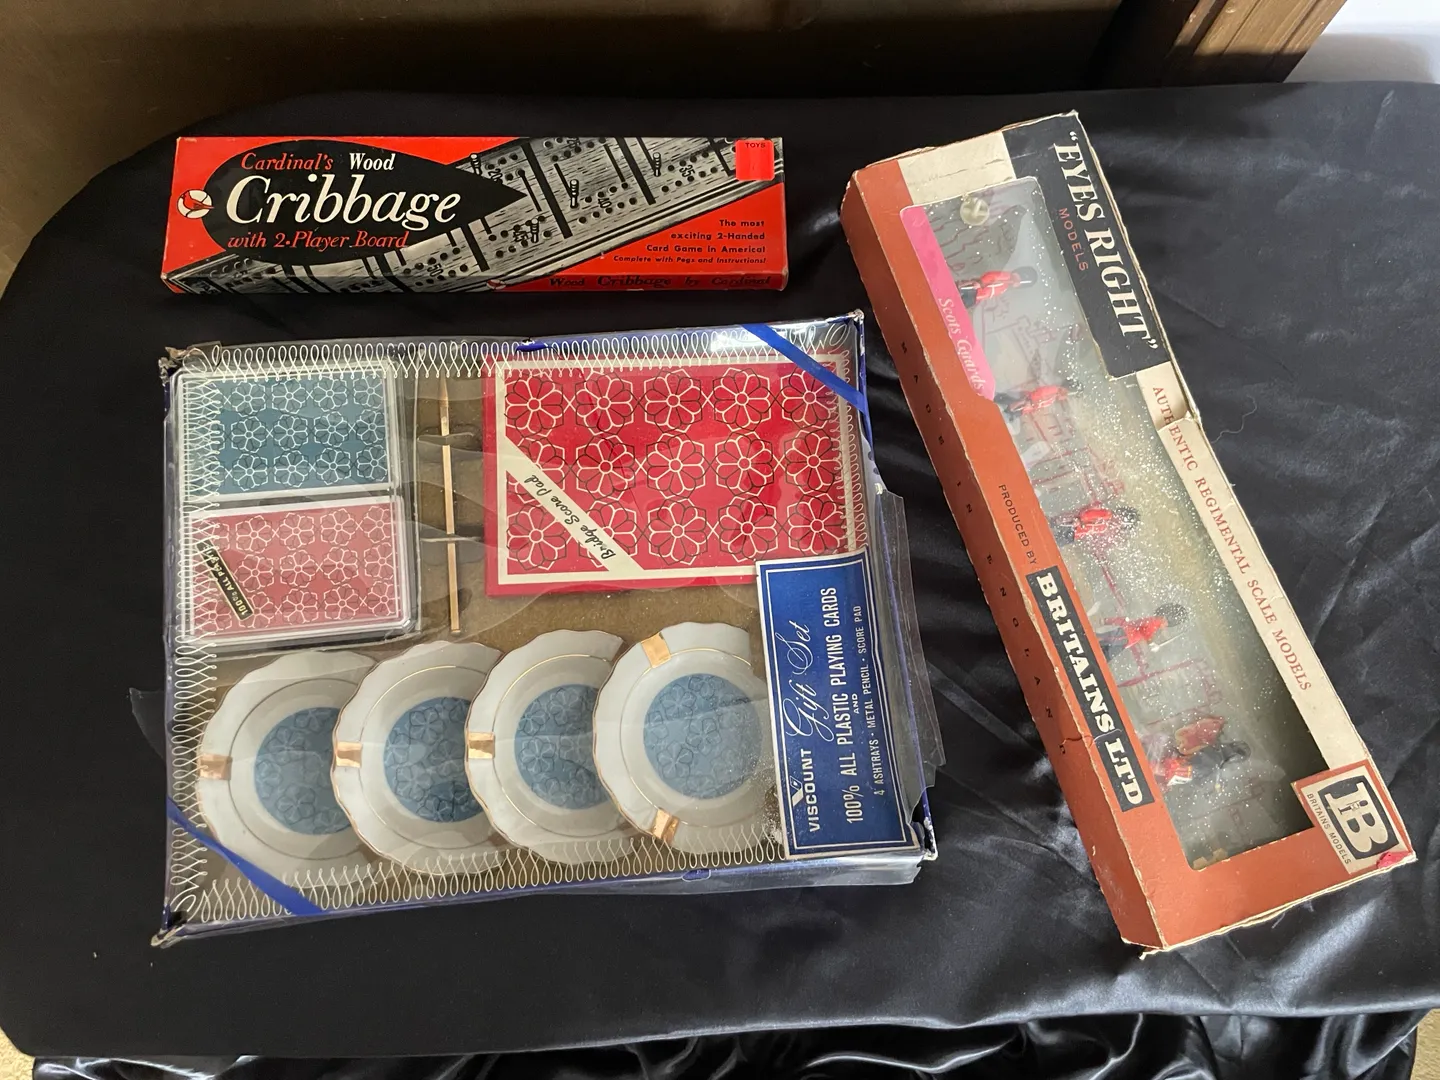 Cardinal's Wood
Cribbage
with 2-Player Board
TOYS
The most
exciting 2-Handed
Card Game in America!
Complete with Pegs and Instructions!
Wood Cribbage by Cardinal
100% ALL
Bridge Score Pad
VISCOUNT
Gift Set
100% ALL PLASTIC PLAYING CARDS
AND
4 ASHTRAYS • METAL PENCIL • SCORE PAD
"EYES RIGHT"
MODELS
Scots Guards
AUTHENTIC REGIMENTAL SCALE MODELS
MADE IN ENGLAND
PRODUCED BY
BRITAINS LTD
B
BRITAINS MODELS